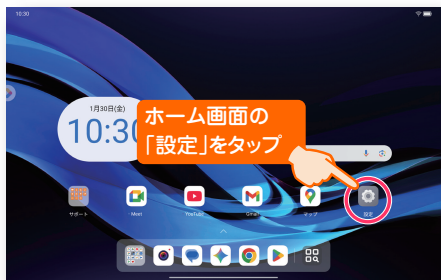 10:30
1月30日(金)
10:30
ホーム画面の
「設定」をタップ
サポート
Meet
YouTube
Gmail
マップ
設定